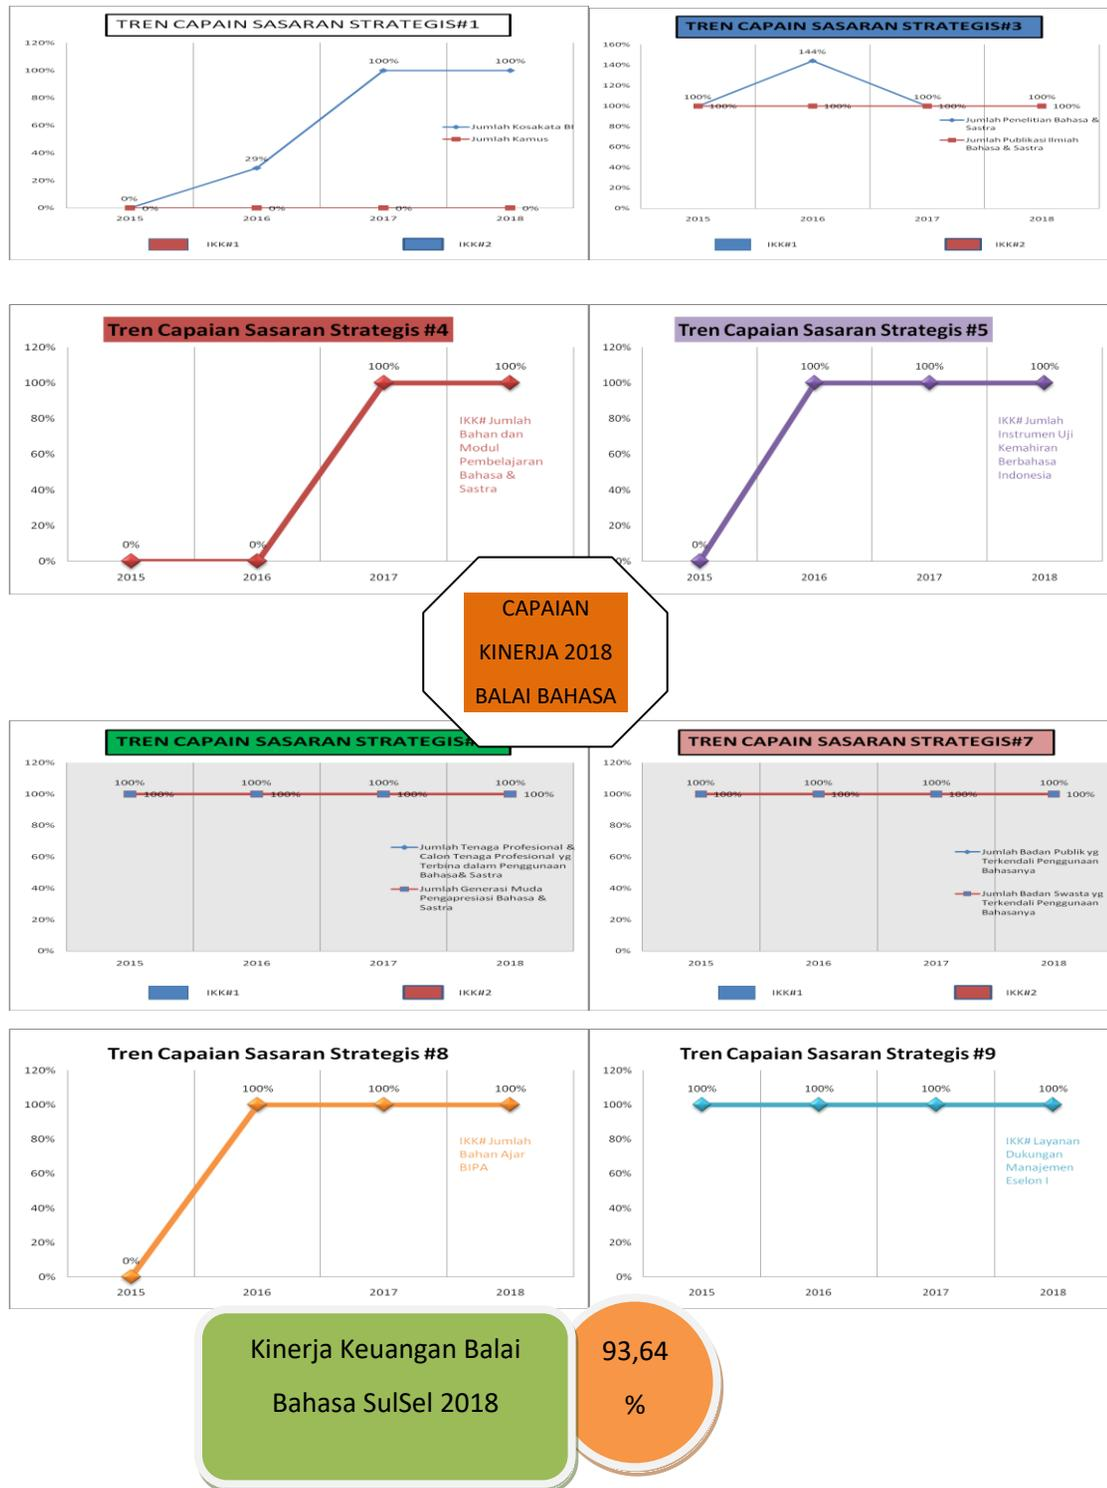 TREN CAPAIN SASARAN STRATEGIS#1
120%
100%
80%
60%
40%
20%
0%
0%
29%
100%
100%
0%
0%
0%
0%
2015
2016
2017
2018
Jumlah Kosakata BI
Jumlah Kamus
IKK#1
IKK#2
TREN CAPAIN SASARAN STRATEGIS#3
160%
140%
120%
100%
80%
60%
40%
20%
0%
100%
144%
100%
100%
100%
100%
100%
100%
2015
2016
2017
2018
Jumlah Penelitian Bahasa &
Sastra
Jumlah Publikasi Ilmiah
Bahasa & Sastra
IKK#1
IKK#2
Tren Capaian Sasaran Strategis #4
120%
100%
80%
60%
40%
20%
0%
0%
0%
100%
100%
2015
2016
2017
IKK# Jumlah
Bahan dan
Modul
Pembelajaran
Bahasa &
Sastra
Tren Capaian Sasaran Strategis #5
120%
100%
80%
60%
40%
20%
0%
0%
100%
100%
100%
2015
2016
2017
2018
IKK# Jumlah
Instrumen Uji
Kemahiran
Berbahasa
Indonesia
CAPAIAN
KINERJA 2018
BALAI BAHASA
TREN CAPAIN SASARAN STRATEGIS#
120%
100%
80%
60%
40%
20%
0%
100%
100%
100%
100%
100%
100%
100%
100%
2015
2016
2017
2018
Jumlah Tenaga Profesional &
Calon Tenaga Profesional yg
Terbina dalam Penggunaan
Bahasa& Sastra
Jumlah Generasi Muda
Pengapresiasi Bahasa &
Sastra
IKK#1
IKK#2
TREN CAPAIN SASARAN STRATEGIS#7
120%
100%
80%
60%
40%
20%
0%
100%
100%
100%
100%
100%
100%
100%
100%
2015
2016
2017
2018
Jumlah Badan Publik yg
Terkendali Penggunaan
Bahasanya
Jumlah Badan Swasta yg
Terkendali Penggunaan
Bahasanya
IKK#1
IKK#2
Tren Capaian Sasaran Strategis #8
120%
100%
80%
60%
40%
20%
0%
0%
100%
100%
100%
2015
2016
2017
2018
IKK# Jumlah
Bahan Ajar
BIPA
Tren Capaian Sasaran Strategis #9
120%
100%
80%
60%
40%
20%
0%
100%
100%
100%
100%
2015
2016
2017
2018
IKK# Layanan
Dukungan
Manajemen
Eselon I
Kinerja Keuangan Balai
Bahasa SulSel 2018
93,64
%